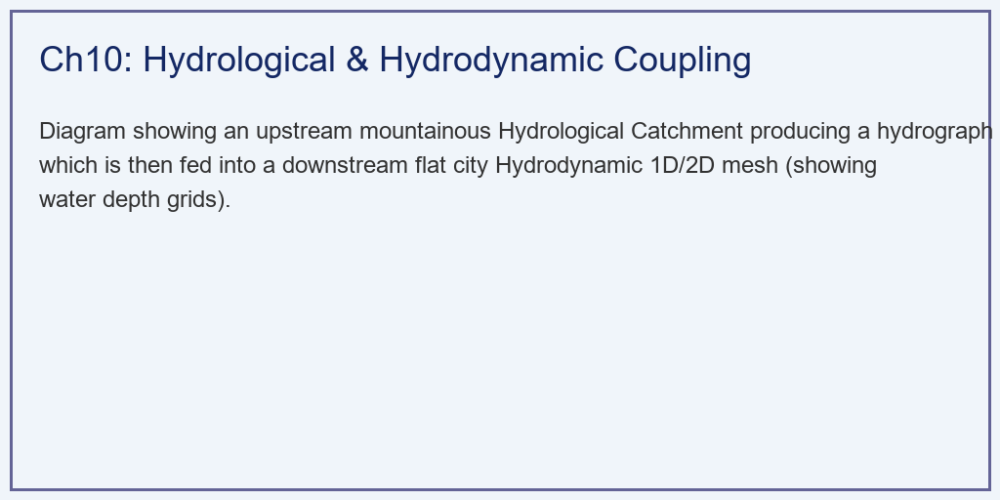 Ch10: Hydrological & Hydrodynamic Coupling
Diagram showing an upstream mountainous Hydrological Catchment producing a hydrograph
which is then fed into a downstream flat city Hydrodynamic 1D/2D mesh (showing
water depth grids).